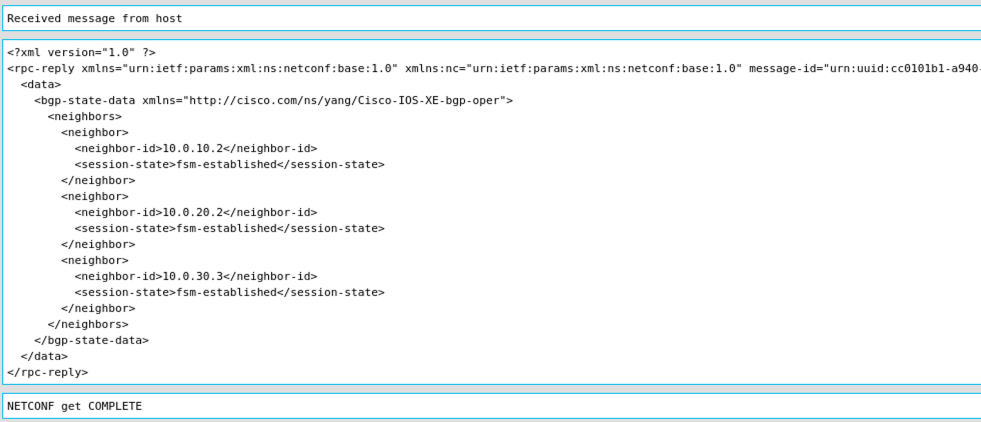 Received message from host
<?xml version="1.0" ?>
<rpc-reply xmlns="urn:ietf:params:xml:ns:netconf:base:1.0" xmlns:nc="urn:ietf:params:xml:ns:netconf:base:1.0" message-id="urn:uuid:cc0101b1-a940-
<data>
<bgp-state-data xmlns="http://cisco.com/ns/yang/Cisco-IOS-XE-bgp-oper">
<neighbors>
<neighbor>
<neighbor-id>10.0.10.2</neighbor-id>
<session-state>fsm-established</session-state>
</neighbor>
<neighbor>
<neighbor-id>10.0.20.2</neighbor-id>
<session-state>fsm-established</session-state>
</neighbor>
<neighbor>
<neighbor-id>10.0.30.3</neighbor-id>
<session-state>fsm-established</session-state>
</neighbor>
</neighbors>
</bgp-state-data>
</data>
</rpc-reply>
NETCONF get COMPLETE